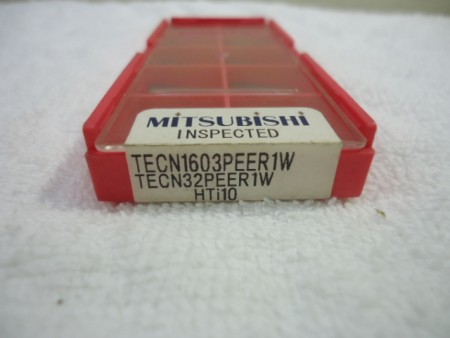 MITSUBISHI
INSPECTED
TECN1603PEER1W
TECN32PEER1W
HTi10